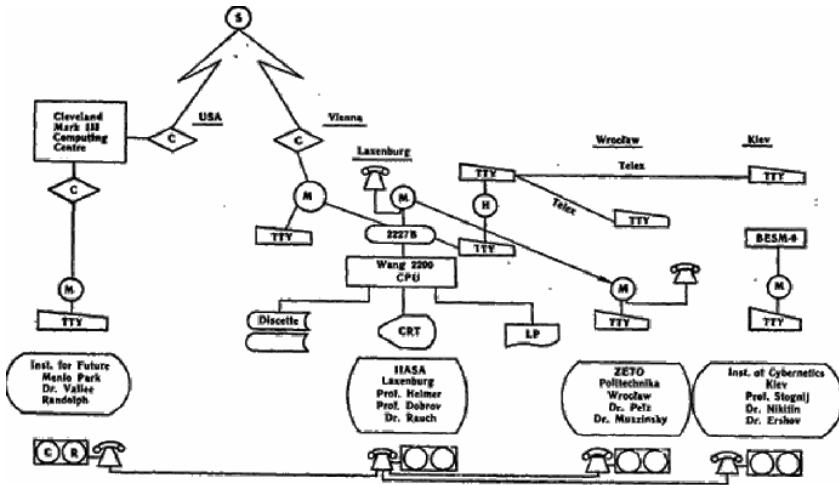 S
USA
Vienna
Cleveland
Mark III
Computing
Centre
C
C
Laxenburg
Wrocław
Kiev
C
M
M
TTY
Telex
TTY
H
Telex
TTY
TTY
2227B
TTY
BESM-6
Wang 2200
CPU
M
M
M
TTY
Discette
CRT
LP
TTY
TTY
Inst. for Future
Menlo Park
Dr. Vallee
Randolph
IIASA
Laxenburg
Prof. Helmer
Prof. Dobrov
Dr. Rauch
ZETO
Politechnika
Wrocław
Dr. Pelz
Dr. Muszinsky
Inst. of Cybernetics
Kiev
Prof. Stognij
Dr. Nikitin
Dr. Ershov
C R